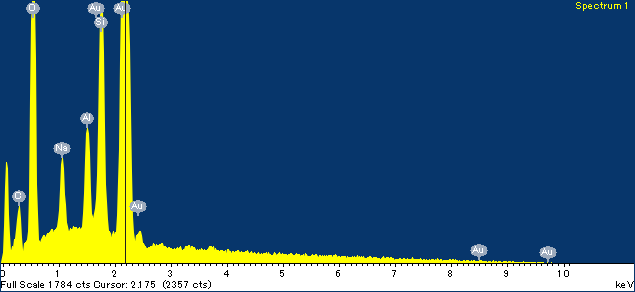 Spectrum 1
O Au Au
Si
Al
Na
O Au
Au Au
0 1 2 3 4 5 6 7 8 9 10
Full Scale 1784 cts Cursor: 2.175 (2357 cts) keV